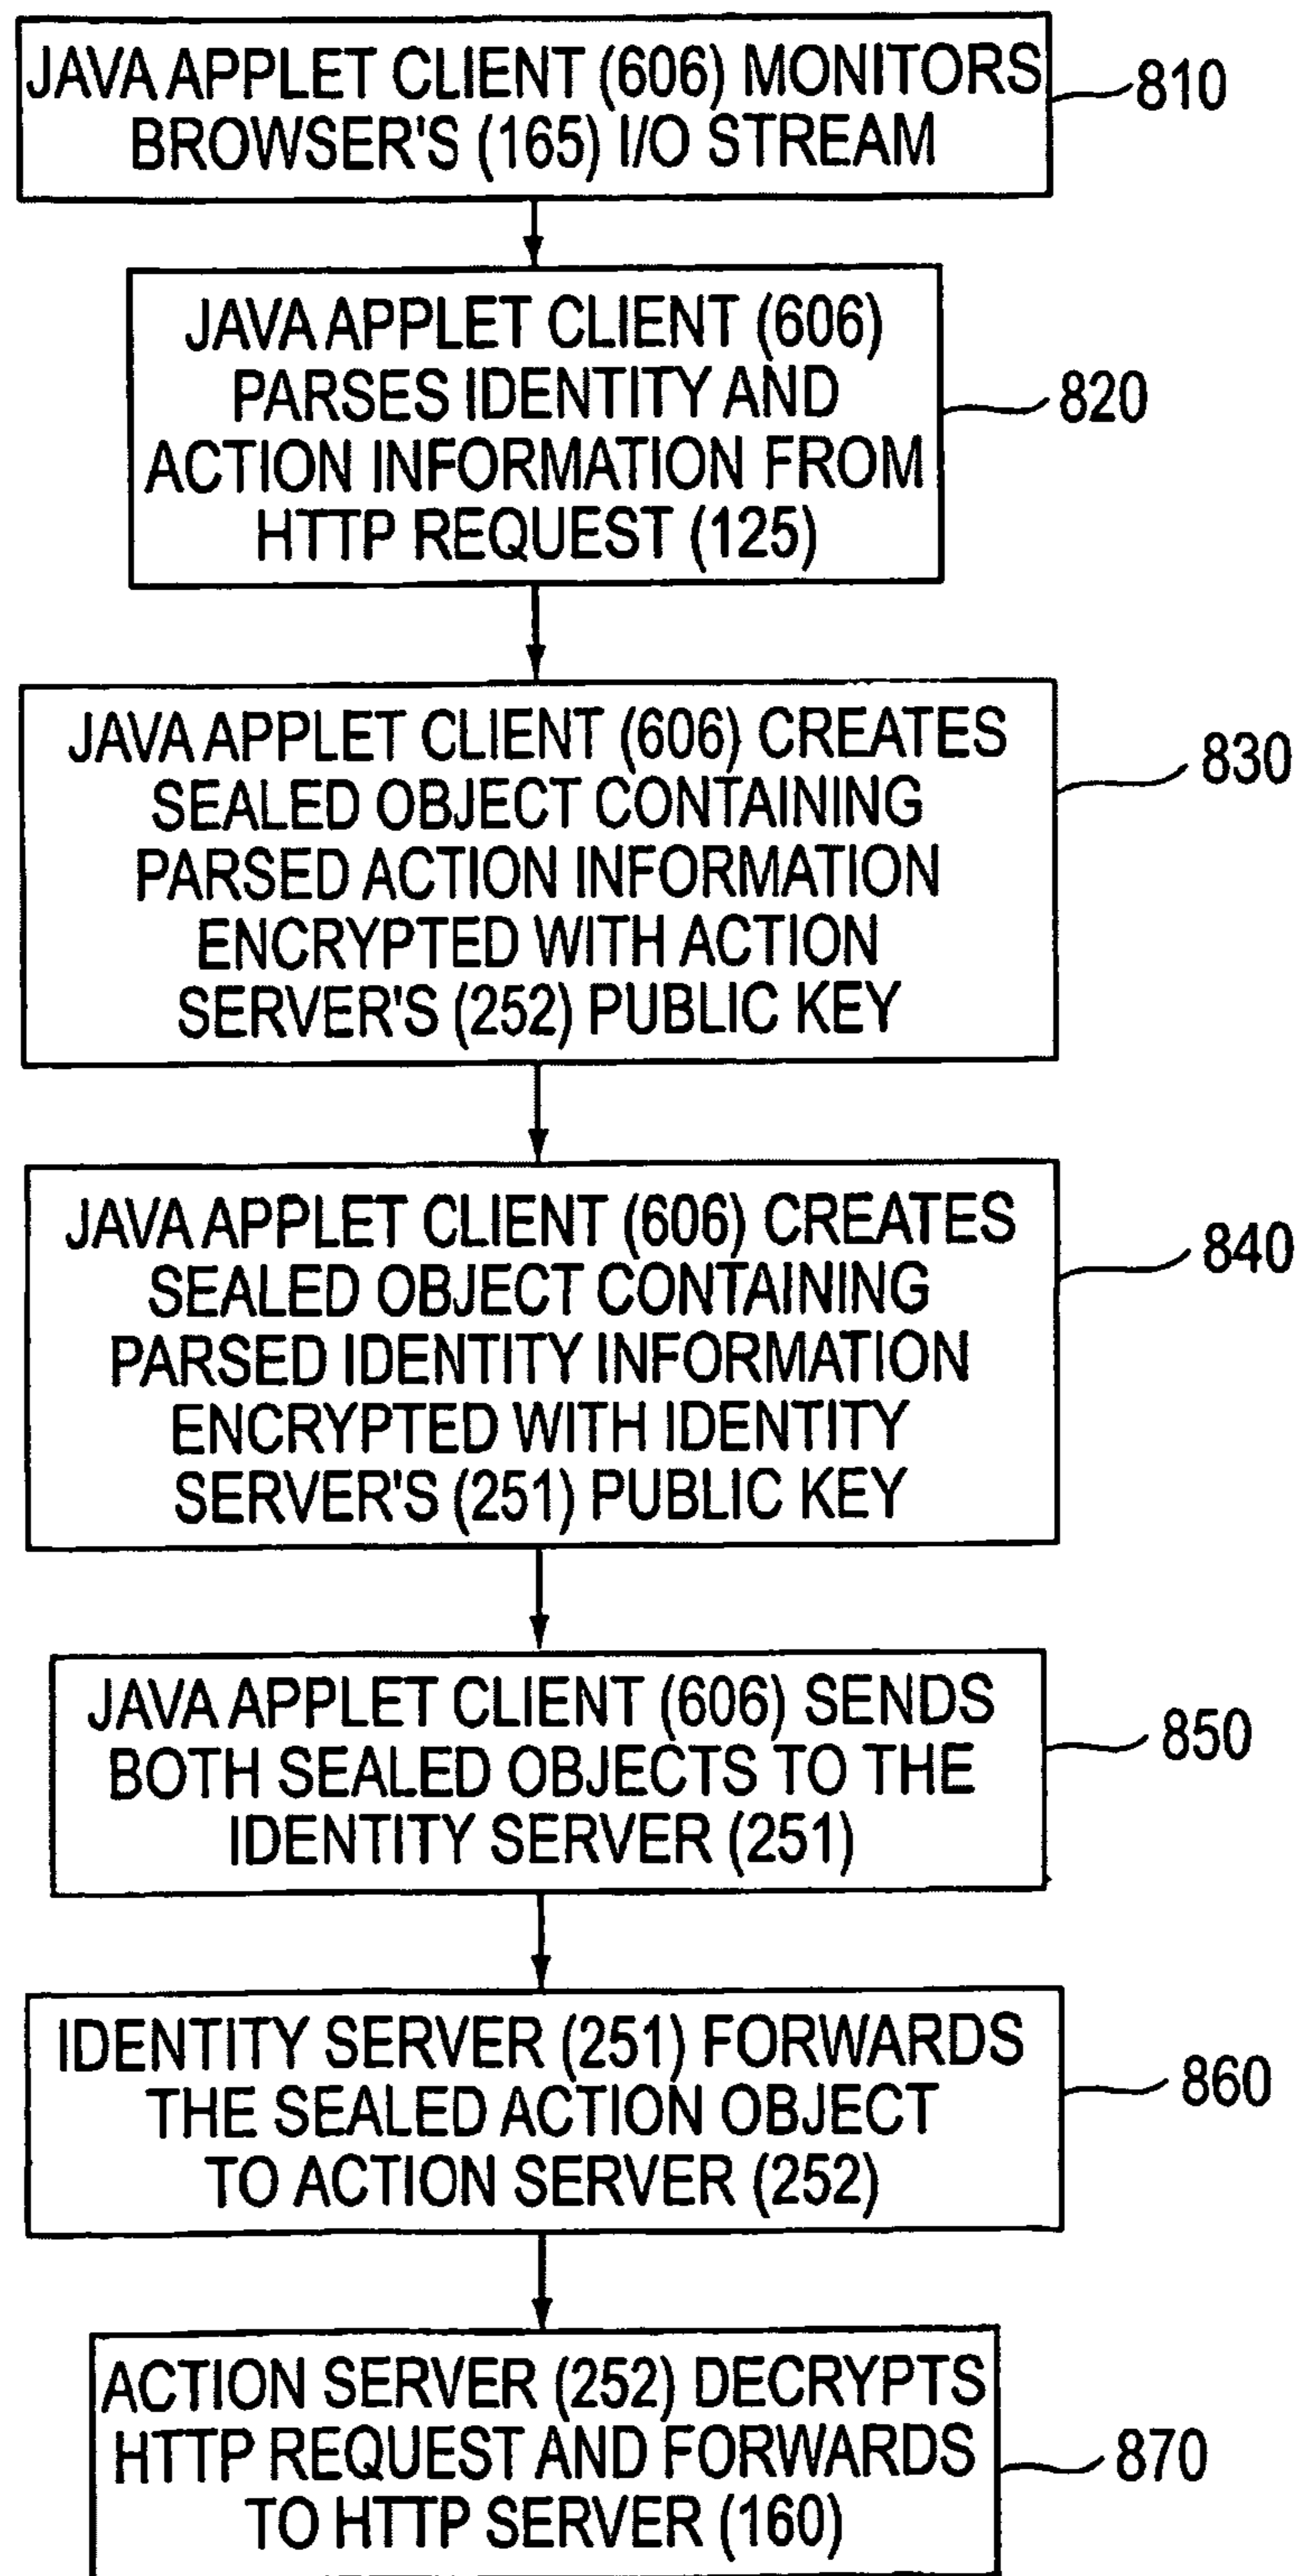 JAVA APPLET CLIENT (606) MONITORS
BROWSER'S (165) I/O STREAM
810
JAVA APPLET CLIENT (606)
PARSES IDENTITY AND
ACTION INFORMATION FROM
HTTP REQUEST (125)
820
JAVA APPLET CLIENT (606) CREATES
SEALED OBJECT CONTAINING
PARSED ACTION INFORMATION
ENCRYPTED WITH ACTION
SERVER'S (252) PUBLIC KEY
830
JAVA APPLET CLIENT (606) CREATES
SEALED OBJECT CONTAINING
PARSED IDENTITY INFORMATION
ENCRYPTED WITH IDENTITY
SERVER'S (251) PUBLIC KEY
840
JAVA APPLET CLIENT (606) SENDS
BOTH SEALED OBJECTS TO THE
IDENTITY SERVER (251)
850
IDENTITY SERVER (251) FORWARDS
THE SEALED ACTION OBJECT
TO ACTION SERVER (252)
860
ACTION SERVER (252) DECRYPTS
HTTP REQUEST AND FORWARDS
TO HTTP SERVER (160)
870